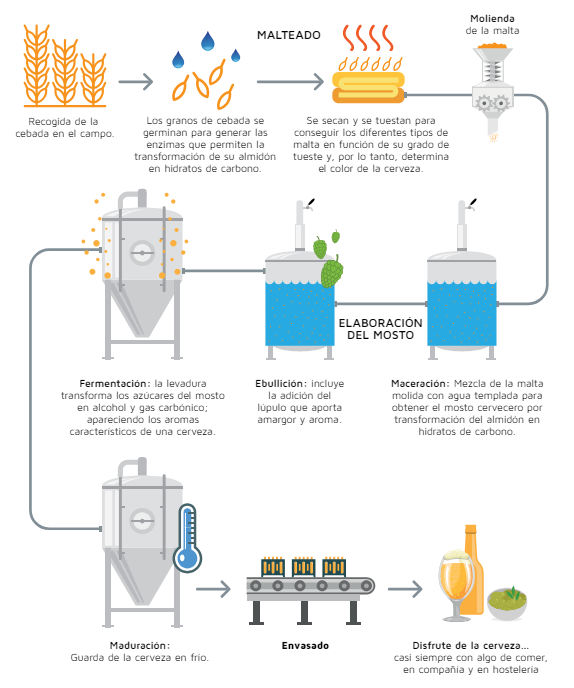 MALTEADO
Molienda
de la malta
Recogida de la
cebada en el campo.
Los granos de cebada se
germinan para generar las
enzimas que permiten la
transformación de su almidón
en hidratos de carbono.
Se secan y se tuestan para
conseguir los diferentes tipos de
malta en función de su grado de
tueste y, por lo tanto, determina
el color de la cerveza.
ELABORACIÓN
DEL MOSTO
Fermentación: la levadura
transforma los azúcares del mosto
en alcohol y gas carbónico;
apareciendo los aromas
característicos de una cerveza.
Ebullición: incluye
la adición del
lúpulo que aporta
amargor y aroma.
Maceración: Mezcla de la malta
molida con agua templada para
obtener el mosto cervecero por
transformación del almidón en
hidratos de carbono.
Maduración:
Guarda de la cerveza en frío.
Envasado
Disfrute de la cerveza...
casi siempre con algo de comer,
en compañía y en hostelería